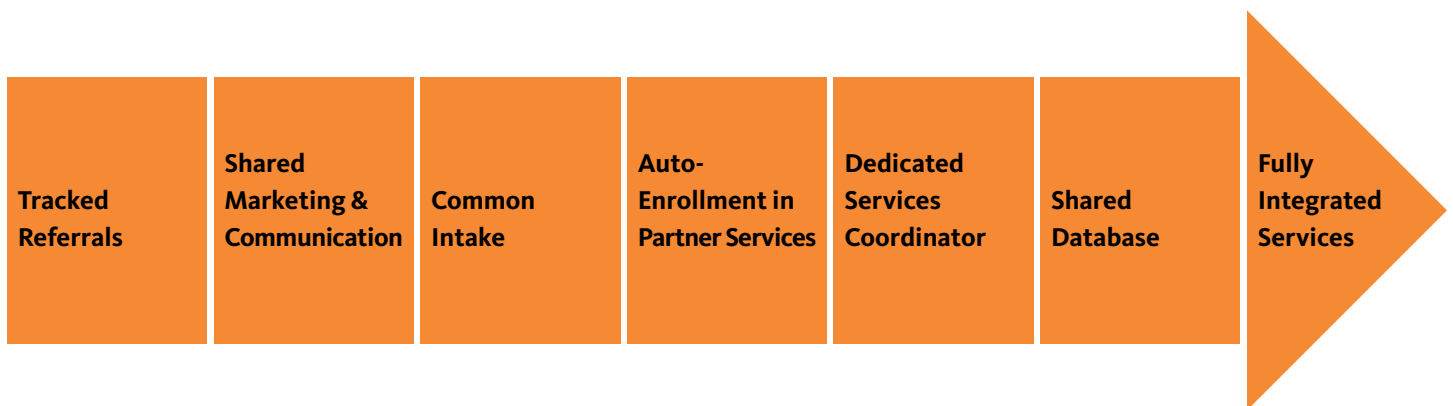 Tracked
Referrals
Shared
Marketing &
Communication
Common
Intake
Auto-
Enrollment in
Partner Services
Dedicated
Services
Coordinator
Shared
Database
Fully
Integrated
Services